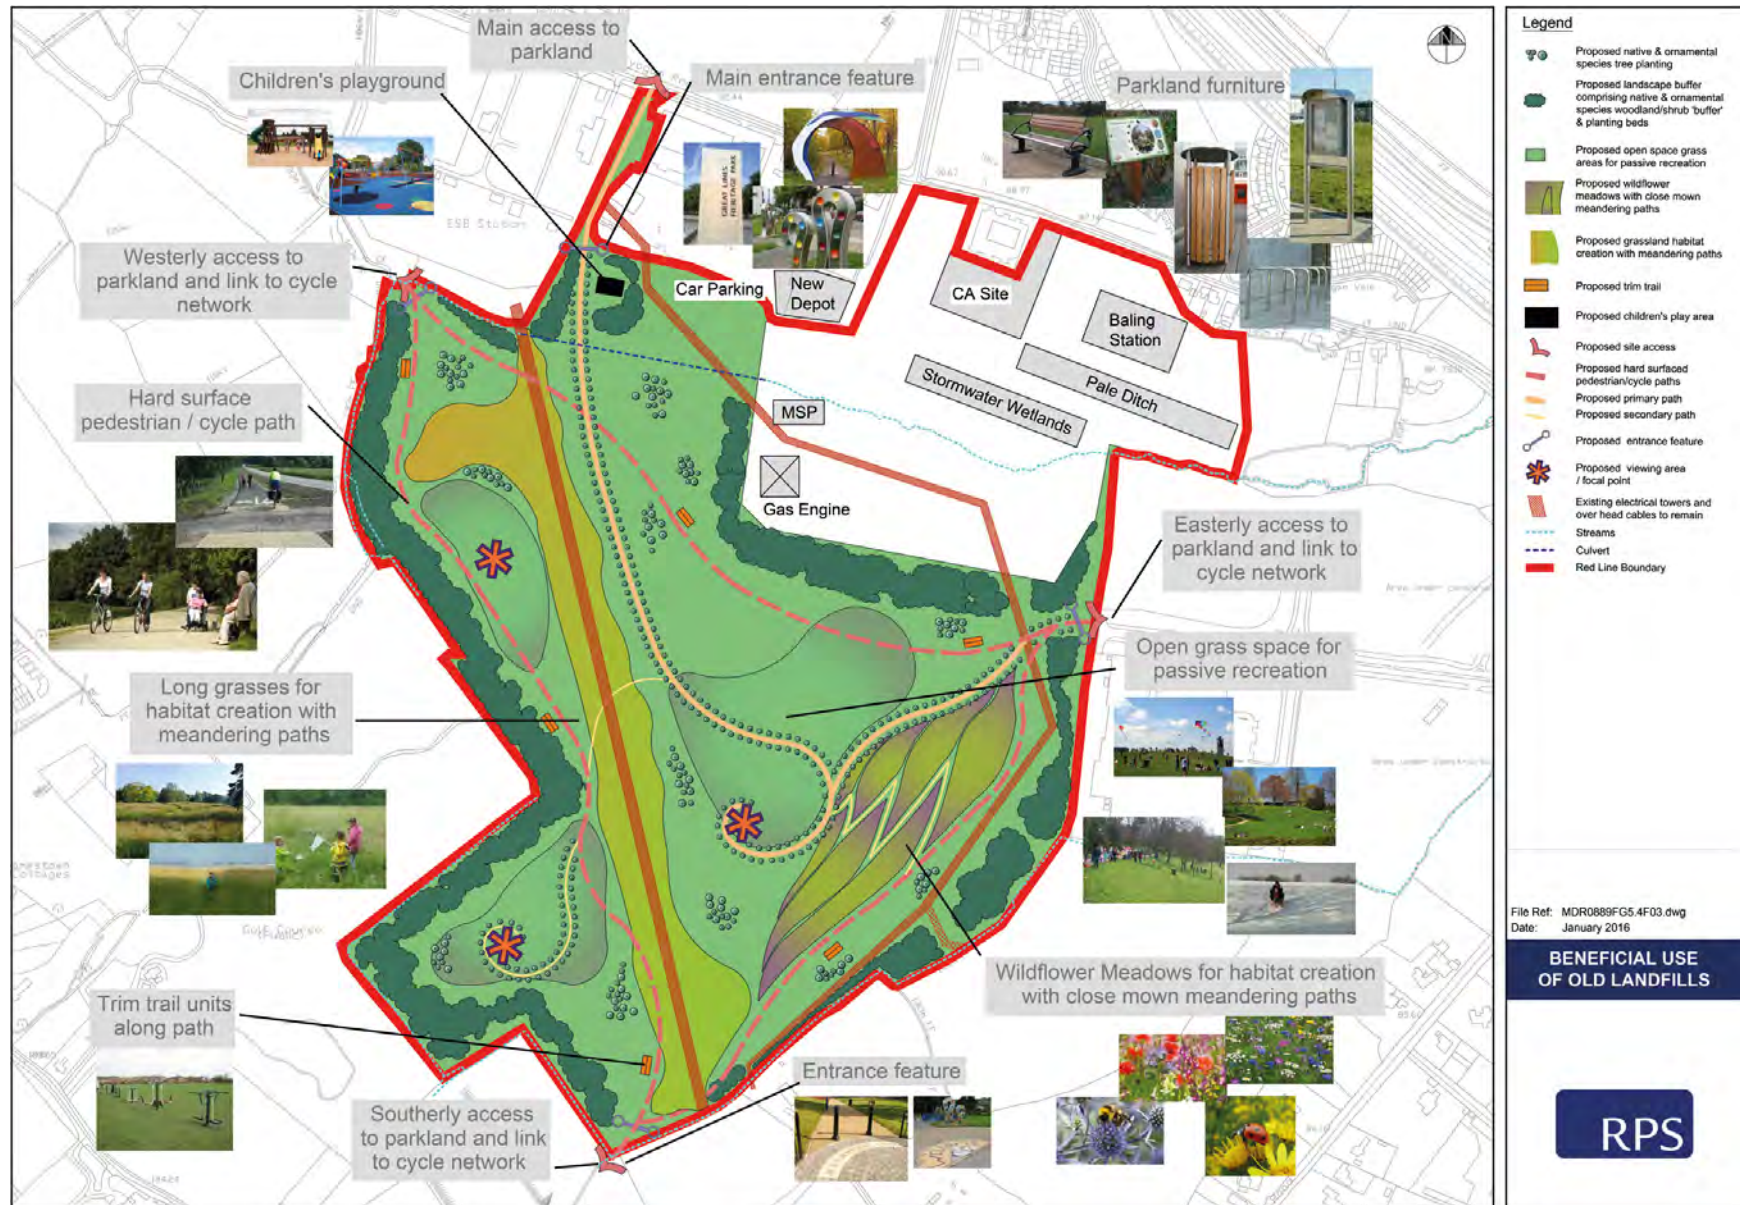 Main access to
parkland
Children's playground
Main entrance feature
Parkland furniture
GREAT LINES
HERITAGE PARK
ESB Station
Westerly access to
parkland and link to cycle
network
Car Parking
New
Depot
CA Site
Baling
Station
Hard surface
pedestrian / cycle path
Stormwater Wetlands
Pale Ditch
MSP
Gas Engine
Easterly access to
parkland and link to
cycle network
Open grass space for
passive recreation
Long grasses for
habitat creation with
meandering paths
Golf Course
Wildflower Meadows for habitat creation
with close mown meandering paths
Trim trail units
along path
Entrance feature
Southerly access
to parkland and link
to cycle network
Legend
Proposed native & ornamental
species tree planting
Proposed landscape buffer
comprising native & ornamental
species woodland/shrub 'buffer'
& planting beds
Proposed open space grass
areas for passive recreation
Proposed wildflower
meadows with close mown
meandering paths
Proposed grassland habitat
creation with meandering paths
Proposed trim trail
Proposed children's play area
Proposed site access
Proposed hard surfaced
pedestrian/cycle paths
Proposed primary path
Proposed secondary path
Proposed entrance feature
Proposed viewing area
/ focal point
Existing electrical towers and
over head cables to remain
Streams
Culvert
Red Line Boundary
File Ref: MDR0889FG5.4F03.dwg
Date: January 2016
BENEFICIAL USE
OF OLD LANDFILLS
RPS